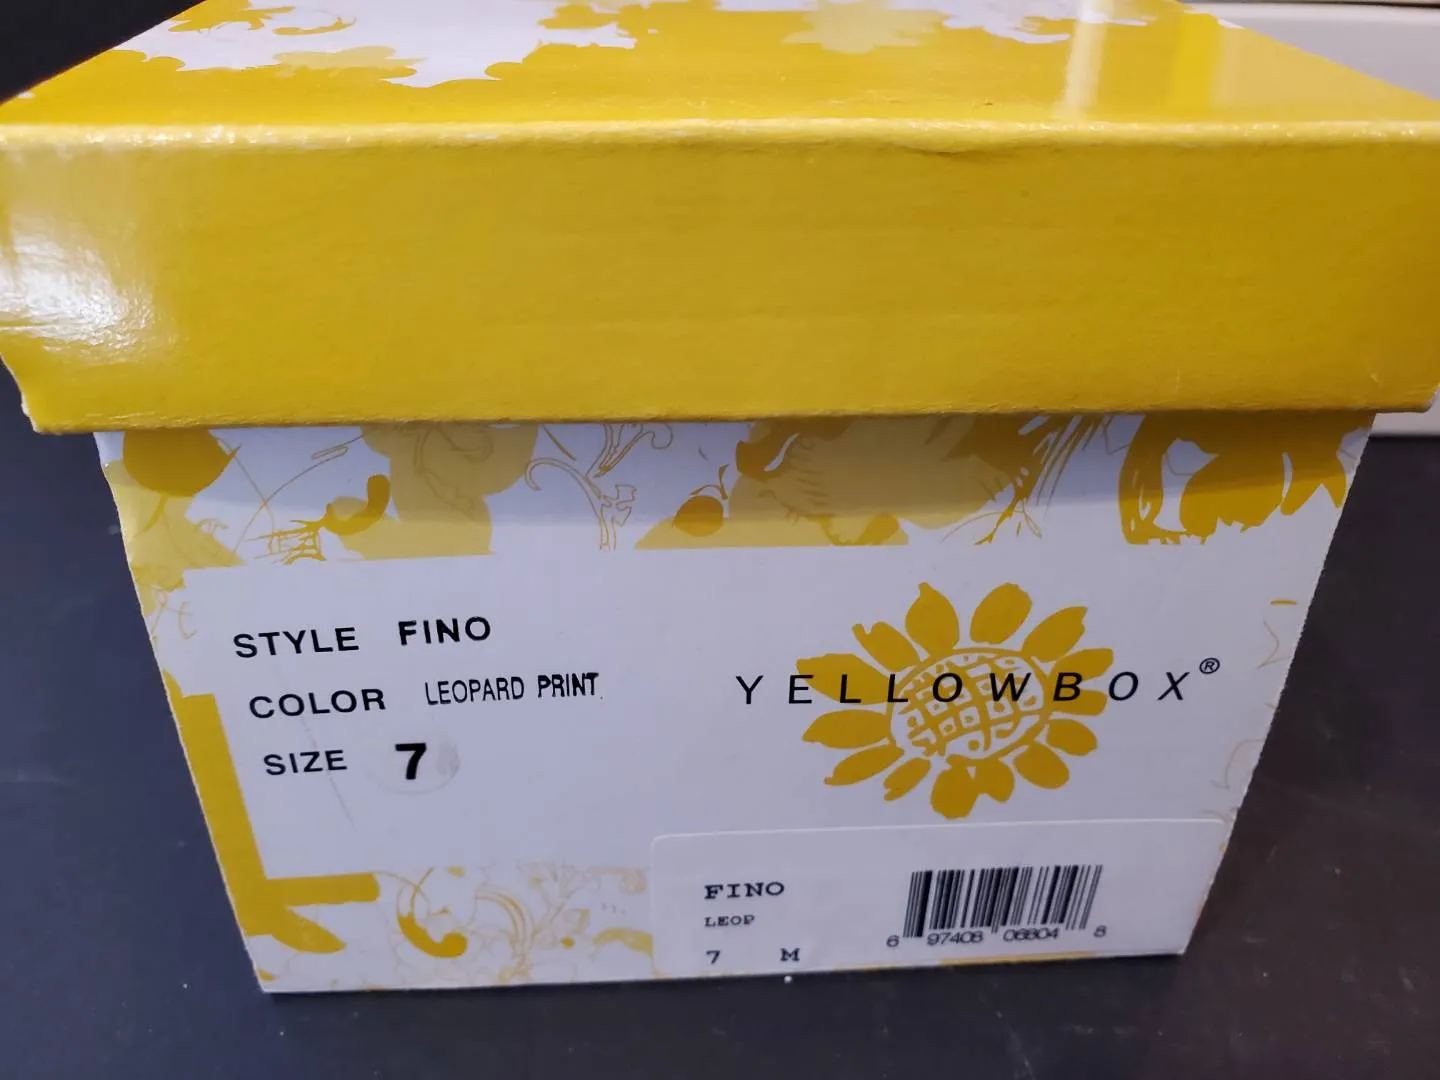 STYLE FINO
COLOR LEOPARD PRINT
SIZE 7
YELLOWBOX®
FINO
LEOP
7 M
6 97408 06804 8